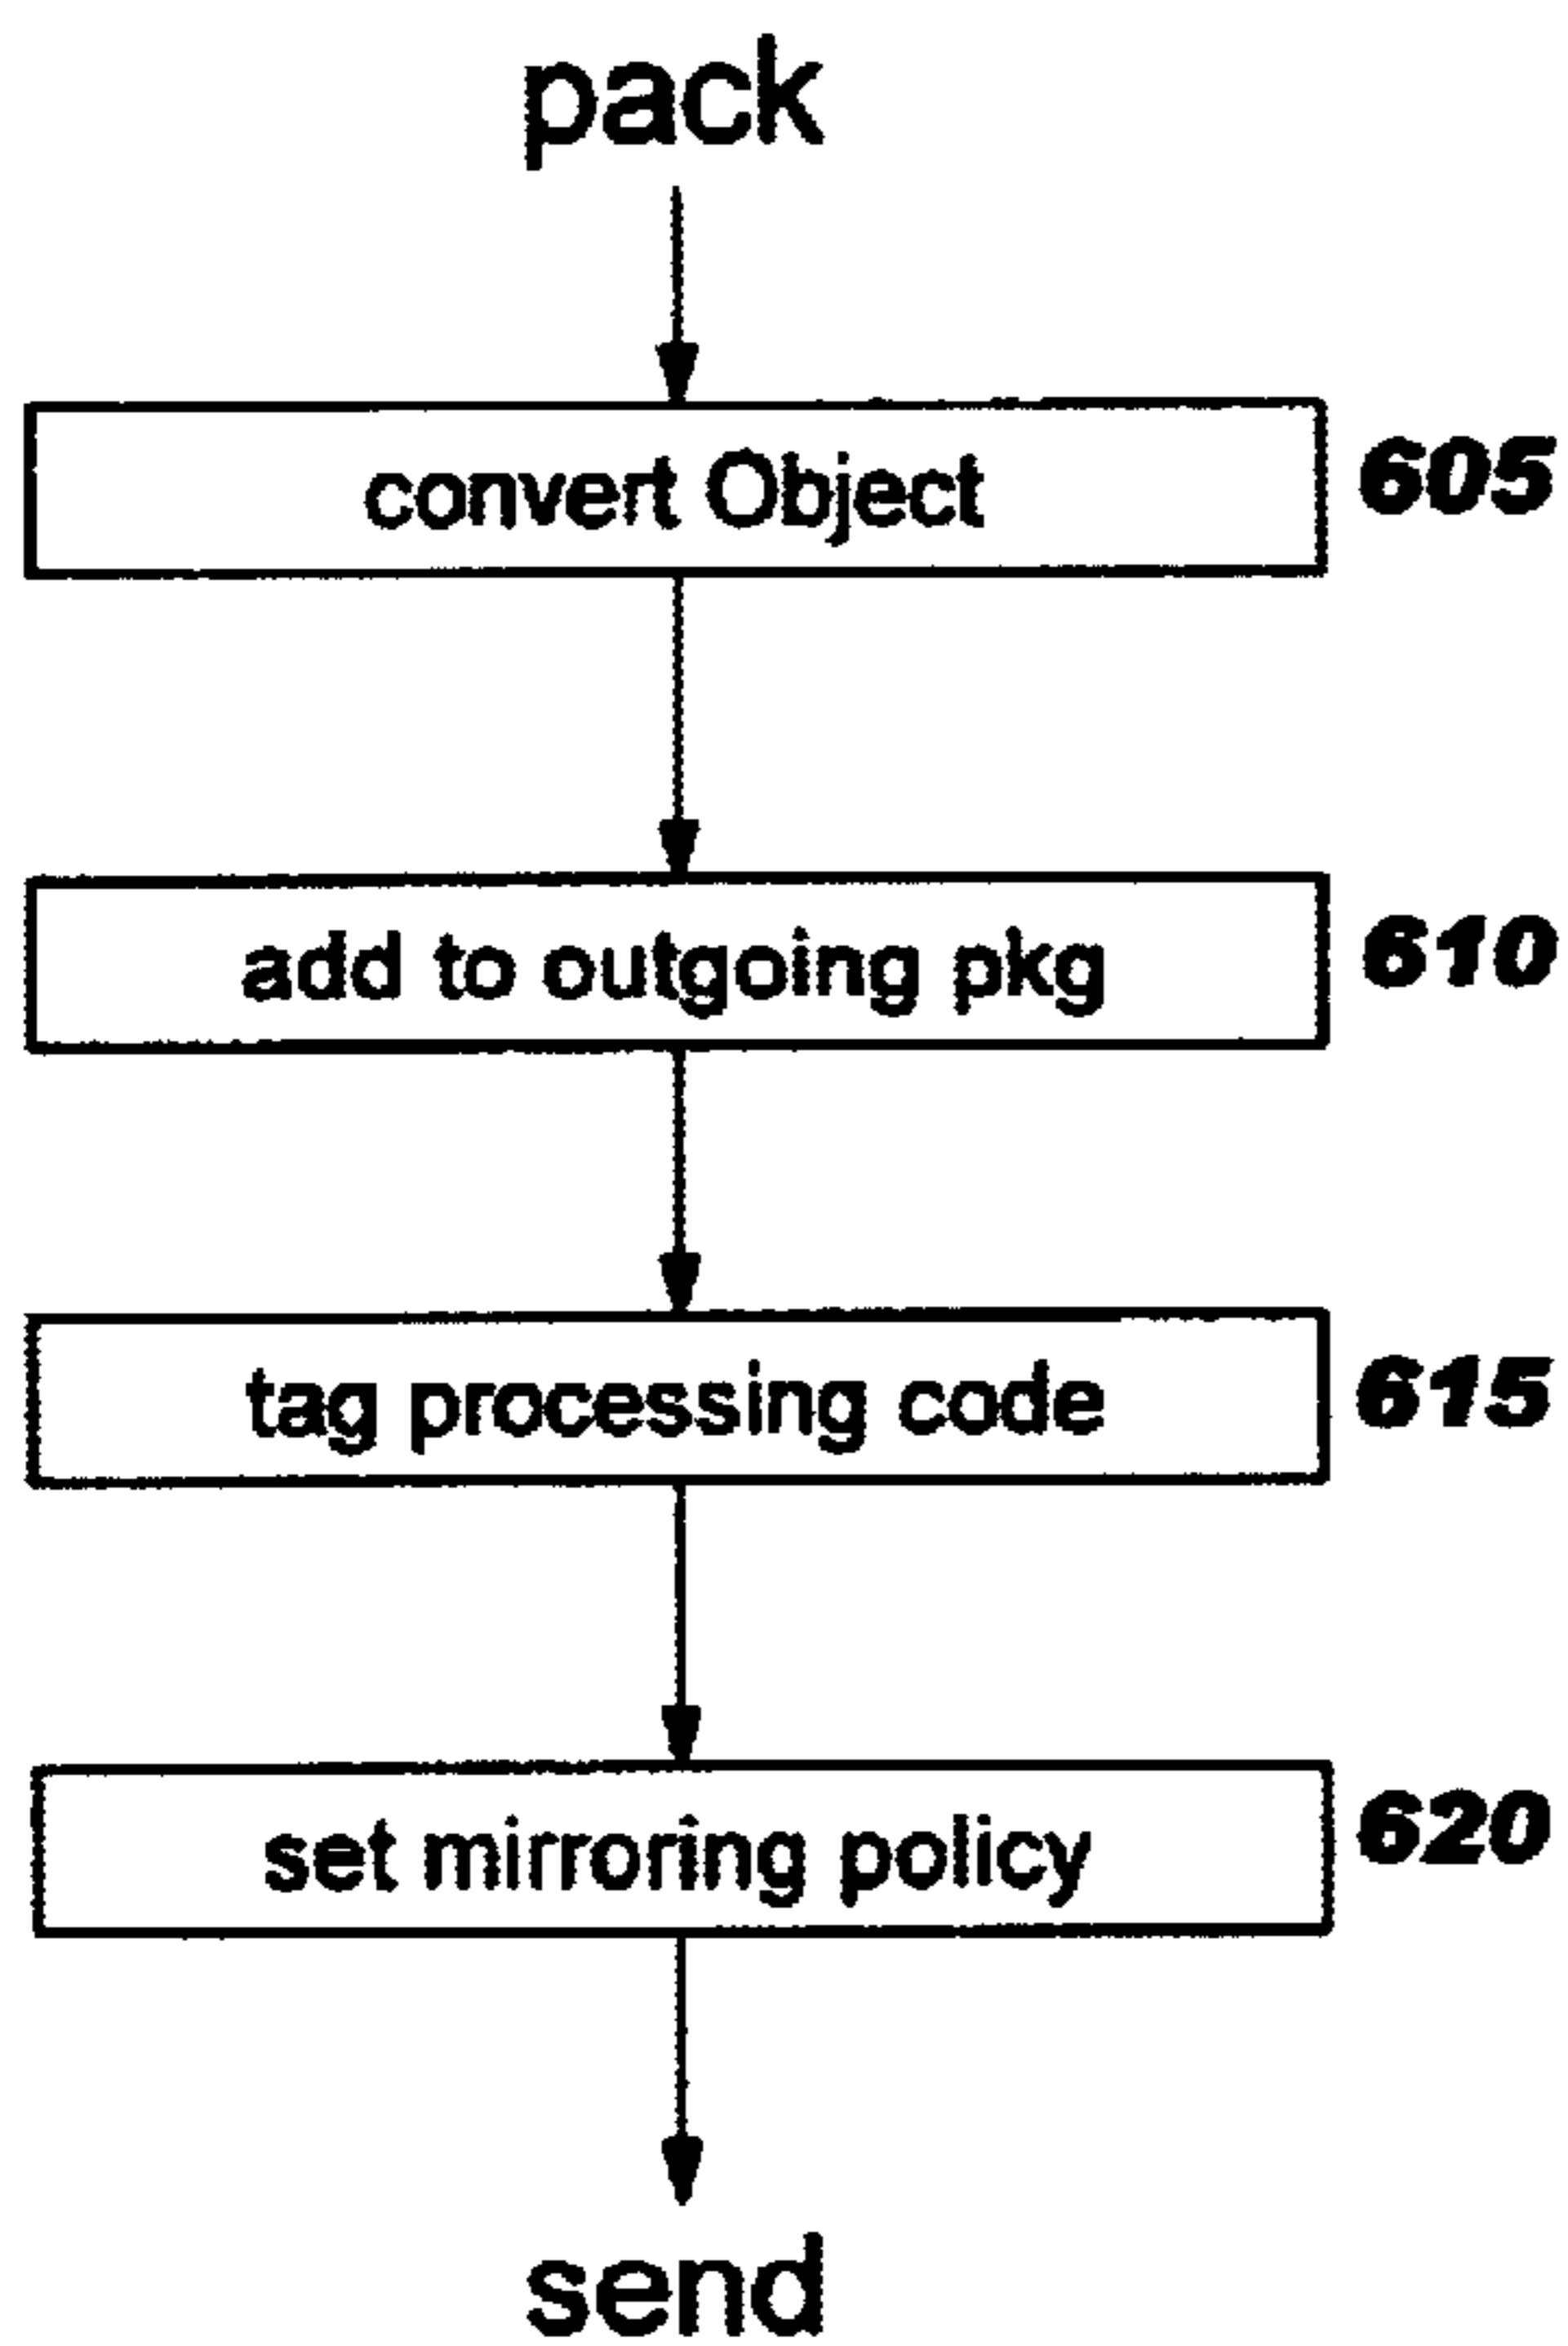 pack
convert Object 605
add to outgoing pkg 610
tag processing code 615
set mirroring policy 620
send